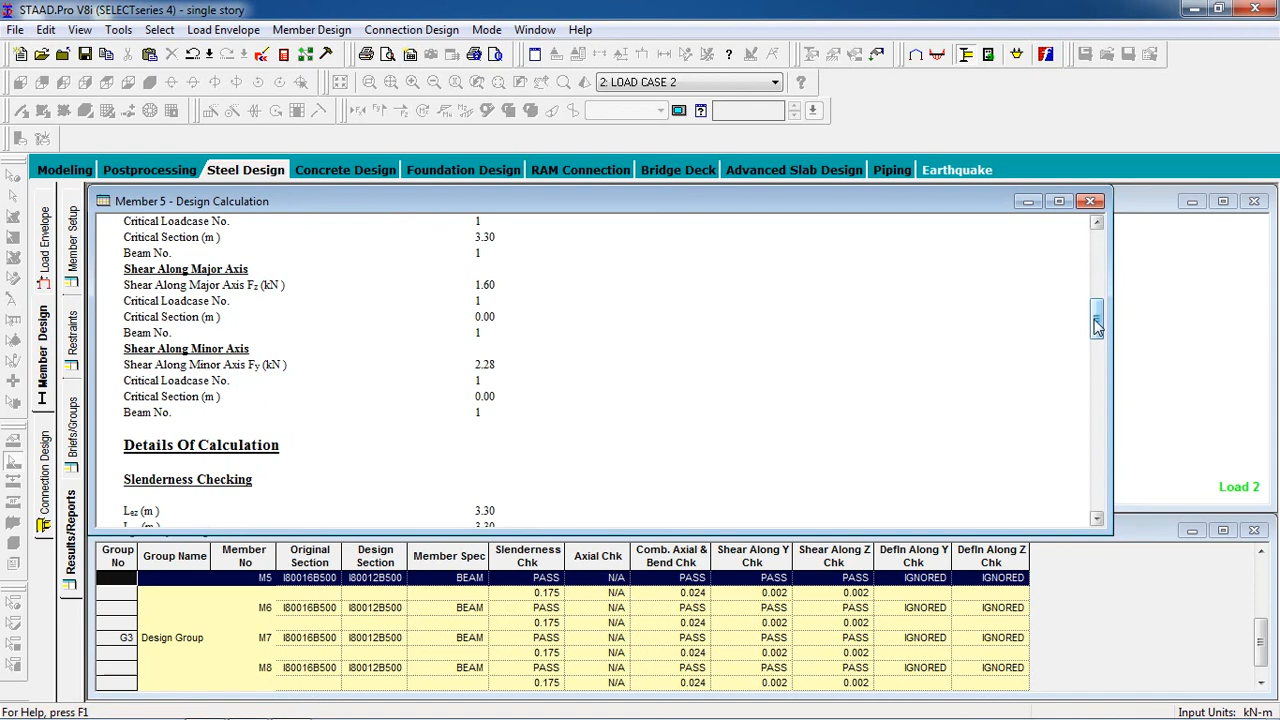 STAAD.Pro V8i (SELECTseries 4) - single story
File Edit View Tools Select Load Envelope Member Design Connection Design Mode Window Help
2: LOAD CASE 2
Modeling Postprocessing Steel Design Concrete Design Foundation Design RAM Connection Bridge Deck Advanced Slab Design Piping Earthquake
Load Envelope
Member Design
Connection Design
Member Setup
Restraints
Briefs/Groups
Results/Reports
Member 5 - Design Calculation
Critical Loadcase No. 1
Critical Section (m ) 3.30
Beam No. 1
Shear Along Major Axis
Shear Along Major Axis Fz (kN ) 1.60
Critical Loadcase No. 1
Critical Section (m ) 0.00
Beam No. 1
Shear Along Minor Axis
Shear Along Minor Axis Fy (kN ) 2.28
Critical Loadcase No. 1
Critical Section (m ) 0.00
Beam No. 1
Details Of Calculation
Slenderness Checking
Lez (m ) 3.30
Load 2
Group No Group Name Member No Original Section Design Section Member Spec Slenderness Chk Axial Chk Comb. Axial & Bend Chk Shear Along Y Chk Shear Along Z Chk Defln Along Y Chk Defln Along Z Chk
M5 I80016B500 I80012B500 BEAM PASS N/A PASS PASS PASS IGNORED IGNORED
0.175 N/A 0.024 0.002 0.002
M6 I80016B500 I80012B500 BEAM PASS N/A PASS PASS PASS IGNORED IGNORED
0.175 N/A 0.024 0.002 0.002
G3 Design Group M7 I80016B500 I80012B500 BEAM PASS N/A PASS PASS PASS IGNORED IGNORED
0.175 N/A 0.024 0.002 0.002
M8 I80016B500 I80012B500 BEAM PASS N/A PASS PASS PASS IGNORED IGNORED
0.175 N/A 0.024 0.002 0.002
For Help, press F1
Input Units: kN-m